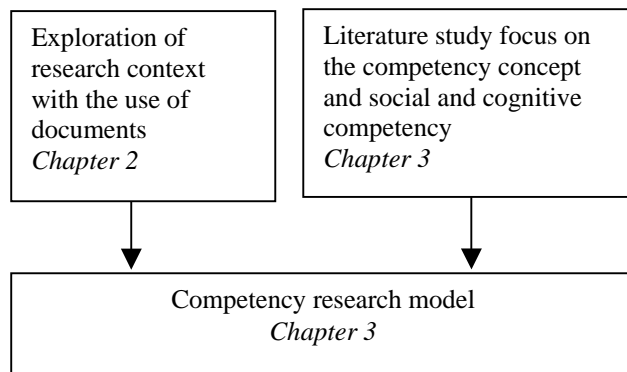 Exploration of
research context
with the use of
documents
Chapter 2
Literature study focus on
the competency concept
and social and cognitive
competency
Chapter 3
Competency research model
Chapter 3